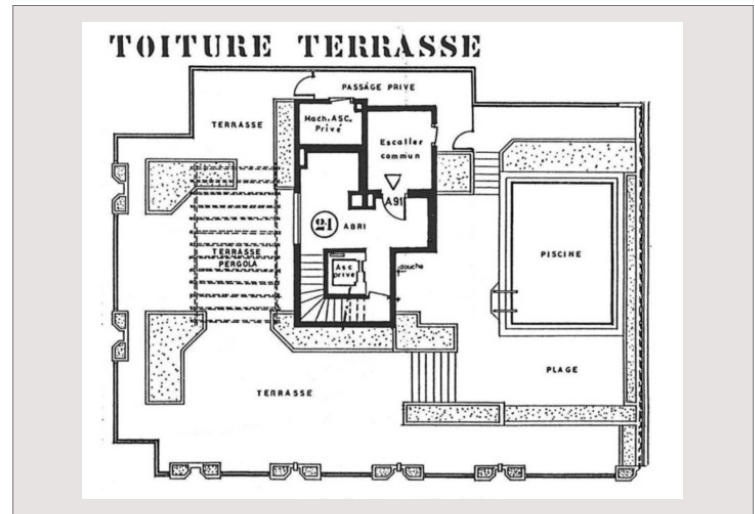 TOITURE TERRASSE
PASSAGE PRIVE
TERRASSE
Mach. ASC.
Privé
Escalier
commun
A91
21
ABRI
TERRASSE
PERGOLA
Asc
privé
douche
PISCINE
PLAGE
TERRASSE